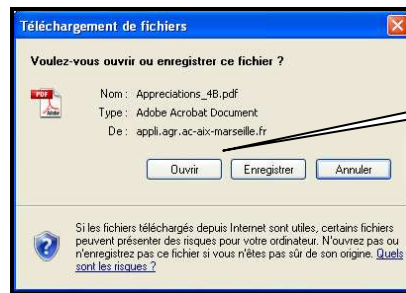 Téléchargement de fichiers
Voulez-vous ouvrir ou enregistrer ce fichier ?
PDF
Nom : Appreciations_4B.pdf
Type : Adobe Acrobat Document
De : appli.agr.ac-aix-marseille.fr
Ouvrir Enregistrer Annuler
Si les fichiers téléchargés depuis Internet sont utiles, certains fichiers
peuvent présenter des risques pour votre ordinateur. N'ouvrez pas ou
n'enregistrez pas ce fichier si vous n'êtes pas sûr de son origine. Quels
sont les risques ?